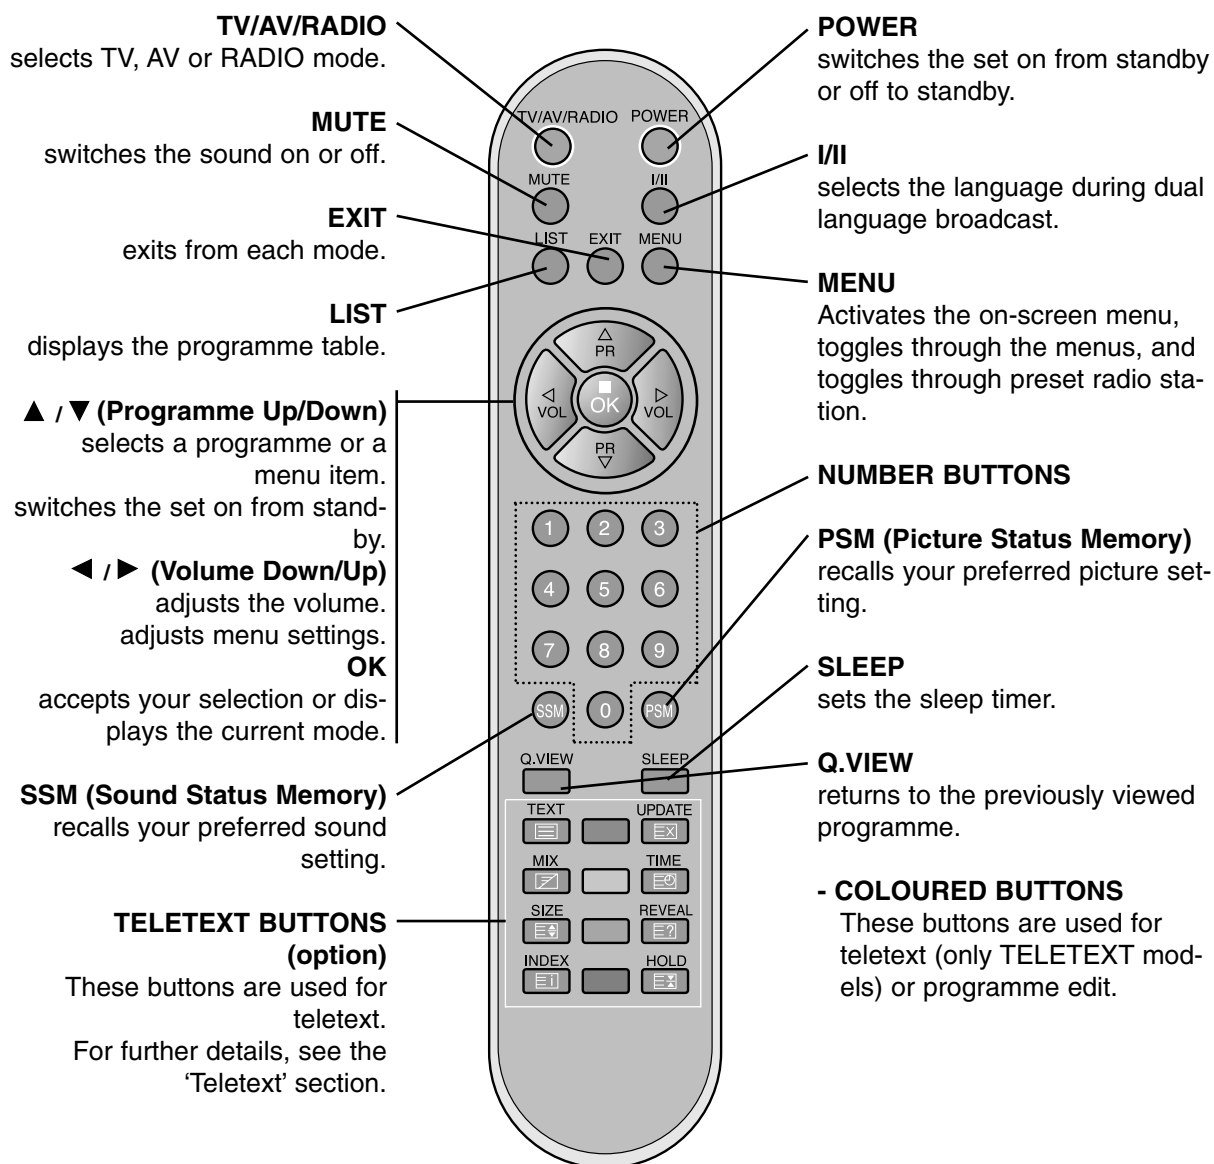 TV/AV/RADIO
selects TV, AV or RADIO mode.
MUTE
switches the sound on or off.
EXIT
exits from each mode.
LIST
displays the programme table.
▲ / ▼ (Programme Up/Down)
selects a programme or a
menu item.
switches the set on from stand-
by.
◀ / ▶ (Volume Down/Up)
adjusts the volume.
adjusts menu settings.
OK
accepts your selection or dis-
plays the current mode.
SSM (Sound Status Memory)
recalls your preferred sound
setting.
TELETEXT BUTTONS
(option)
These buttons are used for
teletext.
For further details, see the
‘Teletext’ section.
TV/AV/RADIO POWER
MUTE I/II
LIST EXIT MENU
△
PR
◁ ▷
VOL OK VOL
PR
▽
1 2 3
4 5 6
7 8 9
SSM 0 PSM
Q.VIEW SLEEP
TEXT UPDATE
X
MIX TIME
SIZE REVEAL
?
INDEX HOLD
i
POWER
switches the set on from standby
or off to standby.
I/II
selects the language during dual
language broadcast.
MENU
Activates the on-screen menu,
toggles through the menus, and
toggles through preset radio sta-
tion.
NUMBER BUTTONS
PSM (Picture Status Memory)
recalls your preferred picture set-
ting.
SLEEP
sets the sleep timer.
Q.VIEW
returns to the previously viewed
programme.
- COLOURED BUTTONS
These buttons are used for
teletext (only TELETEXT mod-
els) or programme edit.